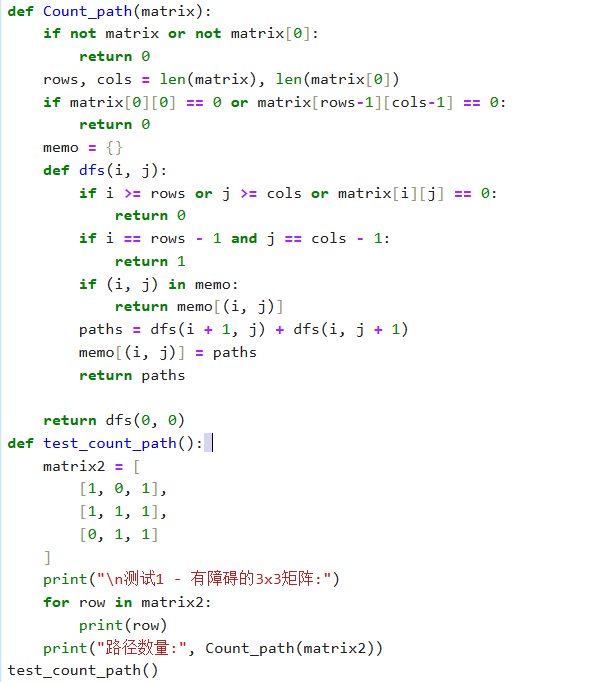 def Count_path(matrix):
    if not matrix or not matrix[0]:
        return 0
    rows, cols = len(matrix), len(matrix[0])
    if matrix[0][0] == 0 or matrix[rows-1][cols-1] == 0:
        return 0
    memo = {}
    def dfs(i, j):
        if i >= rows or j >= cols or matrix[i][j] == 0:
            return 0
        if i == rows - 1 and j == cols - 1:
            return 1
        if (i, j) in memo:
            return memo[(i, j)]
        paths = dfs(i + 1, j) + dfs(i, j + 1)
        memo[(i, j)] = paths
        return paths

    return dfs(0, 0)
def test_count_path():
    matrix2 = [
        [1, 0, 1],
        [1, 1, 1],
        [0, 1, 1]
    ]
    print("\n测试1 - 有障碍的3x3矩阵:")
    for row in matrix2:
        print(row)
    print("路径数量:", Count_path(matrix2))
test_count_path()